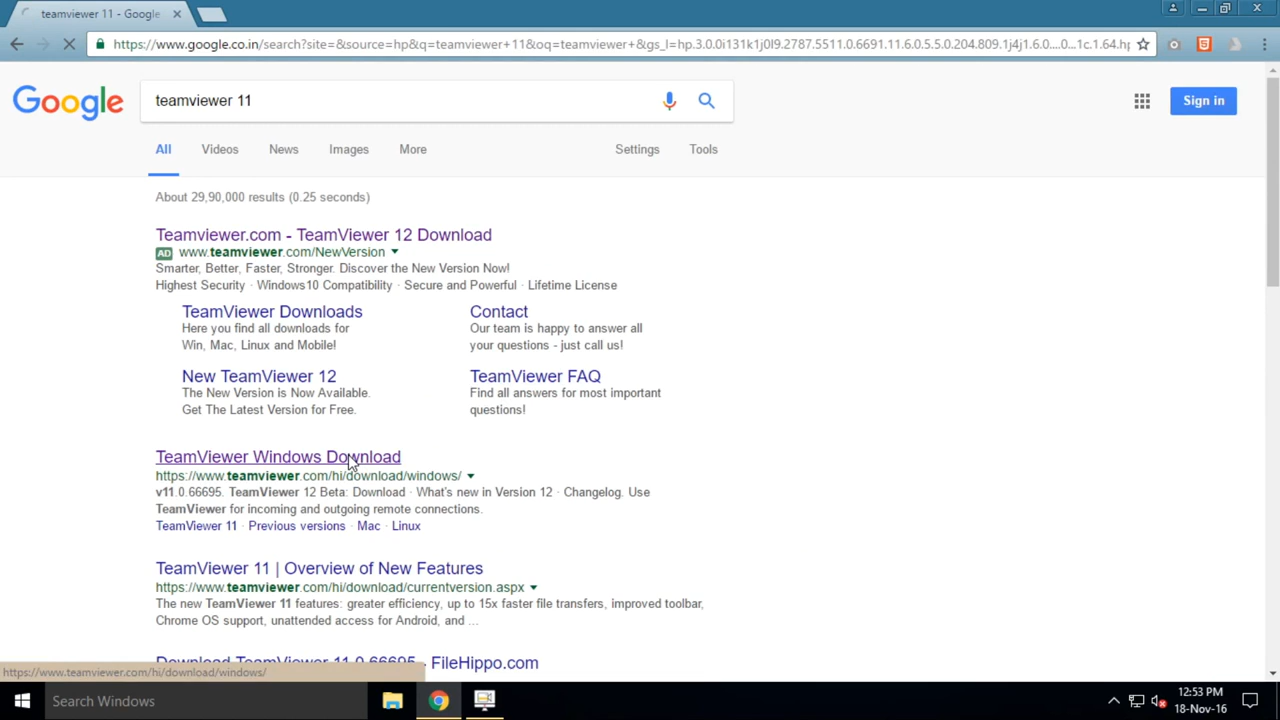 teamviewer 11 - Google
https://www.google.co.in/search?site=&source=hp&q=teamviewer+11&oq=teamviewer+&gs_l=hp.3.0.0i131k1j0l9.2787.5511.0.6691.11.6.0.5.5.0.204.809.1j4j1.6.0....0...1c.1.64.hp
Google
teamviewer 11
Sign in
All Videos News Images More Settings Tools
About 29,90,000 results (0.25 seconds)
Teamviewer.com - TeamViewer 12 Download
AD www.teamviewer.com/NewVersion
Smarter, Better, Faster, Stronger. Discover the New Version Now!
Highest Security · Windows10 Compatibility · Secure and Powerful · Lifetime License
TeamViewer Downloads
Here you find all downloads for
Win, Mac, Linux and Mobile!
Contact
Our team is happy to answer all
your questions - just call us!
New TeamViewer 12
The New Version is Now Available.
Get The Latest Version for Free.
TeamViewer FAQ
Find all answers for most important
questions!
TeamViewer Windows Download
https://www.teamviewer.com/hi/download/windows/
v11.0.66695. TeamViewer 12 Beta: Download · What's new in Version 12 · Changelog. Use
TeamViewer for incoming and outgoing remote connections.
TeamViewer 11 · Previous versions · Mac · Linux
TeamViewer 11 | Overview of New Features
https://www.teamviewer.com/hi/download/currentversion.aspx
The new TeamViewer 11 features: greater efficiency, up to 15x faster file transfers, improved toolbar,
Chrome OS support, unattended access for Android, and ...
Download TeamViewer 11.0.66695 - FileHippo.com
https://www.teamviewer.com/hi/download/windows/
Search Windows
12:53 PM
18-Nov-16